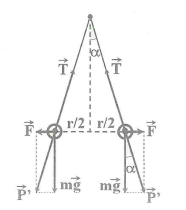 α
T⃗ T⃗
r/2 r/2
F⃗ F⃗
α
mg⃗ mg⃗
P⃗' P⃗'